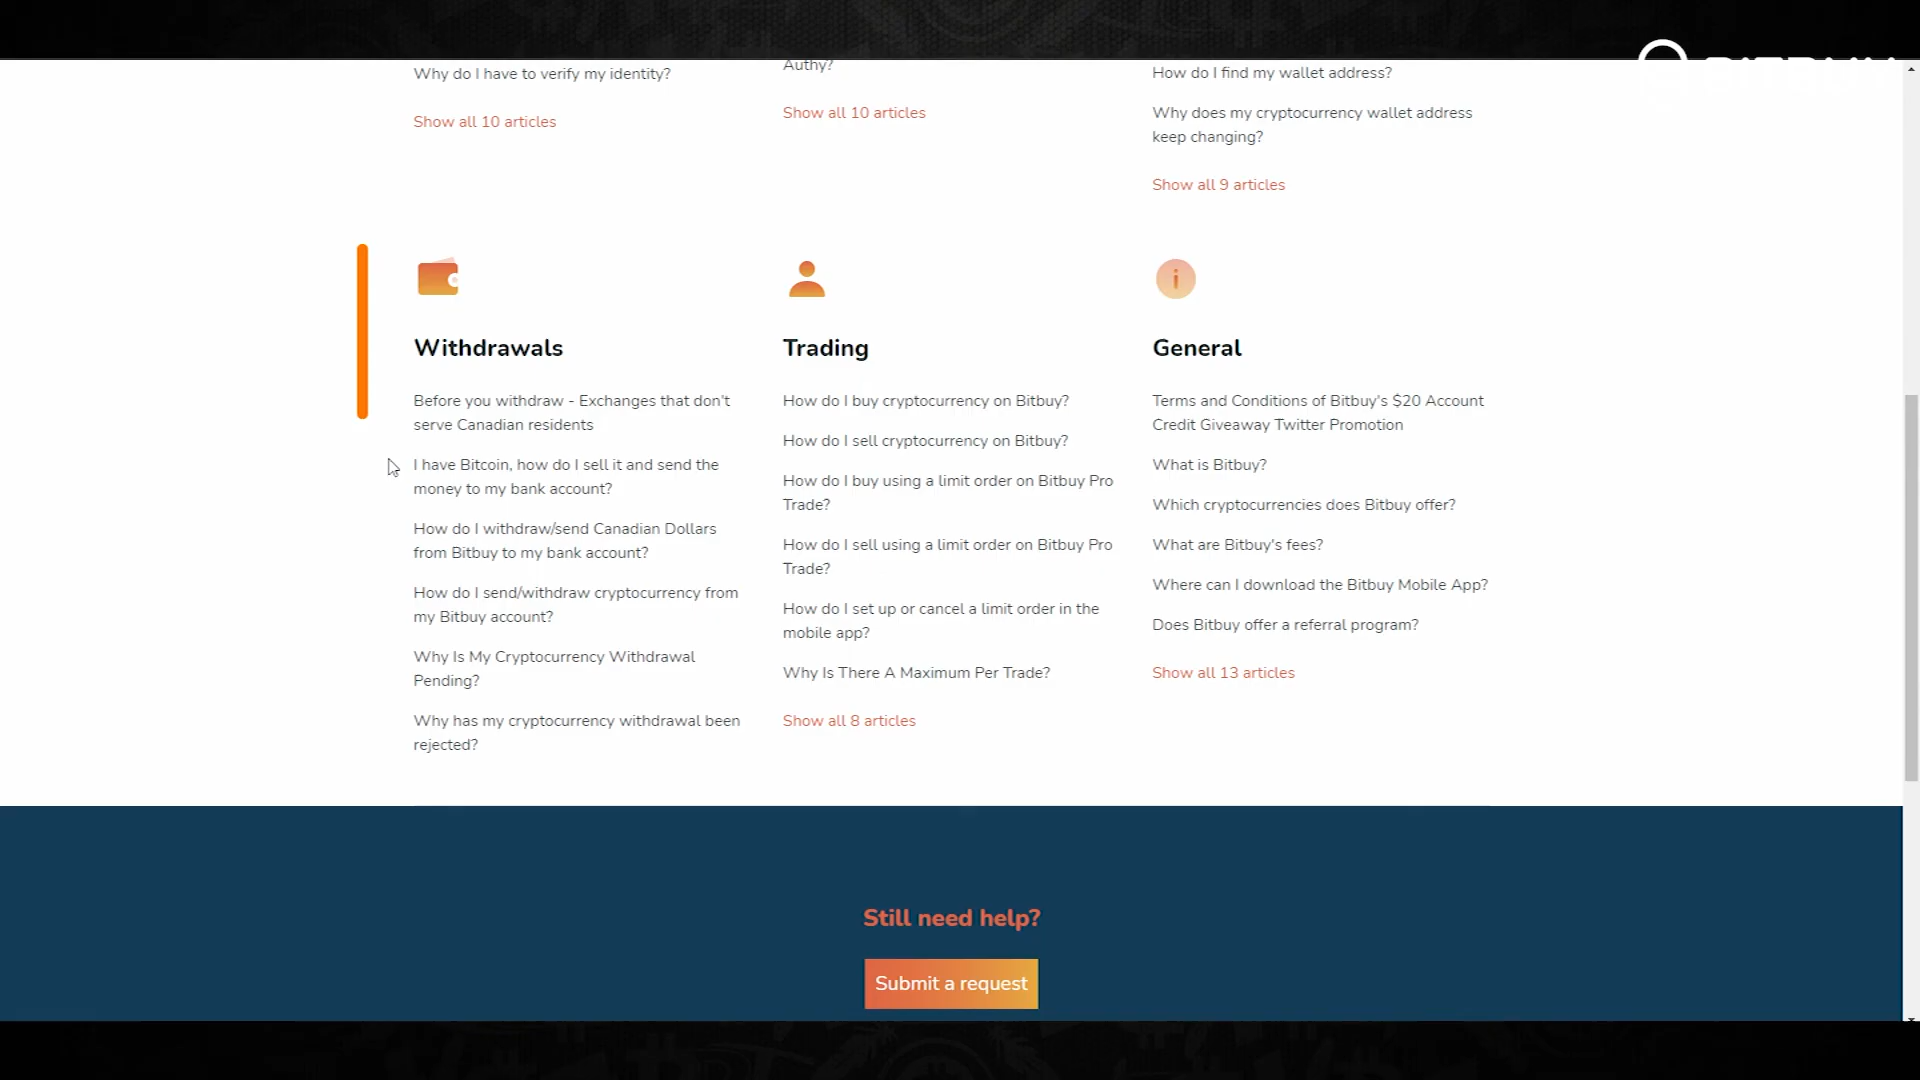 Why do I have to verify my identity?
Show all 10 articles
Authy?
Show all 10 articles
How do I find my wallet address?
Why does my cryptocurrency wallet address
keep changing?
Show all 9 articles
Withdrawals
Before you withdraw - Exchanges that don't
serve Canadian residents
I have Bitcoin, how do I sell it and send the
money to my bank account?
How do I withdraw/send Canadian Dollars
from Bitbuy to my bank account?
How do I send/withdraw cryptocurrency from
my Bitbuy account?
Why Is My Cryptocurrency Withdrawal
Pending?
Why has my cryptocurrency withdrawal been
rejected?
Trading
How do I buy cryptocurrency on Bitbuy?
How do I sell cryptocurrency on Bitbuy?
How do I buy using a limit order on Bitbuy Pro
Trade?
How do I sell using a limit order on Bitbuy Pro
Trade?
How do I set up or cancel a limit order in the
mobile app?
Why Is There A Maximum Per Trade?
Show all 8 articles
General
Terms and Conditions of Bitbuy's $20 Account
Credit Giveaway Twitter Promotion
What is Bitbuy?
Which cryptocurrencies does Bitbuy offer?
What are Bitbuy's fees?
Where can I download the Bitbuy Mobile App?
Does Bitbuy offer a referral program?
Show all 13 articles
Still need help?
Submit a request